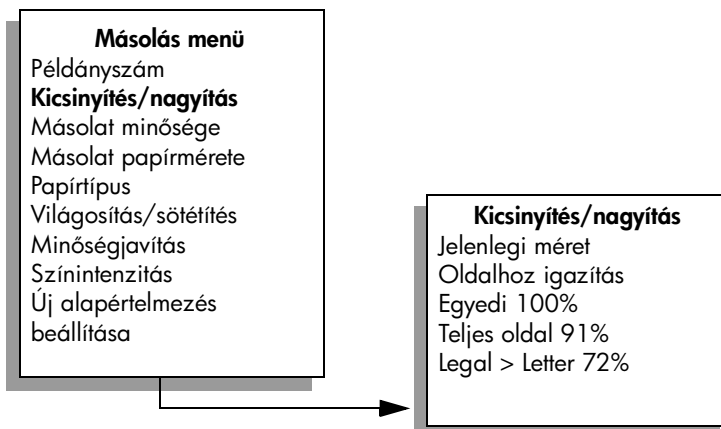 Másolás menü
Példányszám
Kicsinyítés/nagyítás
Másolat minősége
Másolat papírmérete
Papírtípus
Világosítás/sötétítés
Minőségjavítás
Színintenzitás
Új alapértelmezés
beállítása
Kicsinyítés/nagyítás
Jelenlegi méret
Oldalhoz igazítás
Egyedi 100%
Teljes oldal 91%
Legal > Letter 72%